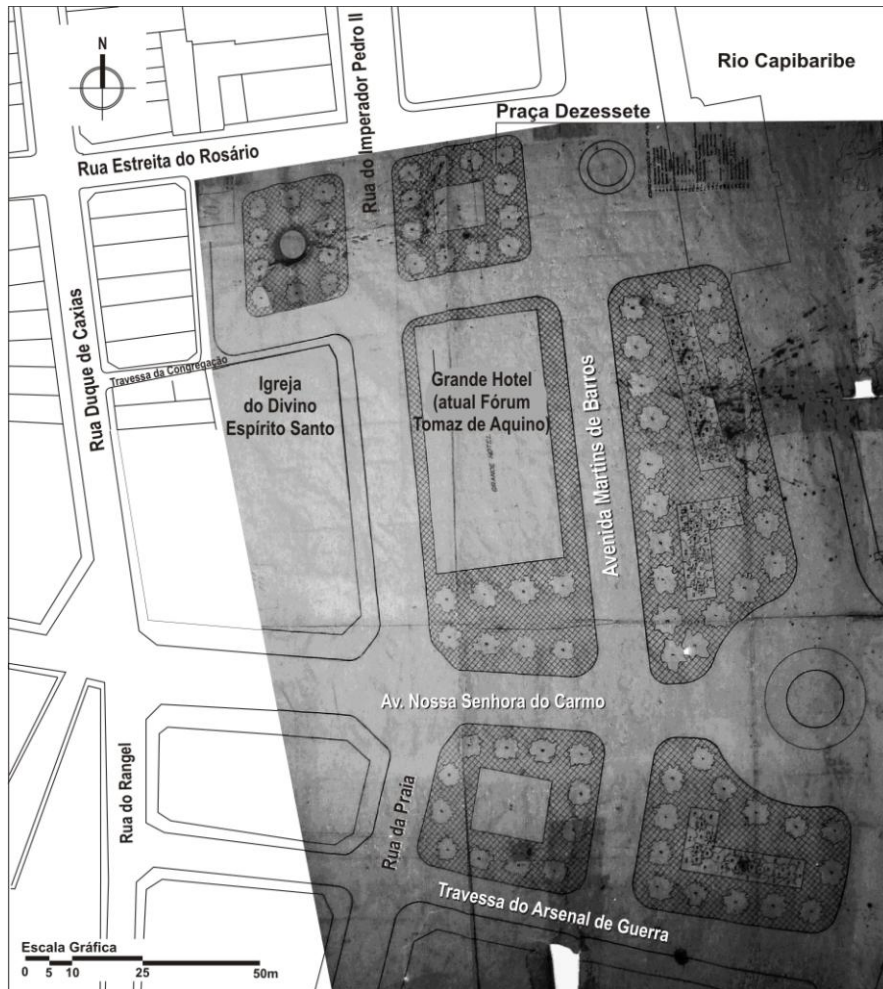 N
Rio Capibaribe
Praça Dezessete
Rua Estreita do Rosário
Rua do Imperador Pedro II
Rua Duque de Caxias
Travessa da Congregação
Igreja
do Divino
Espírito Santo
Grande Hotel
(atual Fórum
Tomaz de Aquino)
GRANDE HOTEL
Avenida Martins de Barros
Av. Nossa Senhora do Carmo
Rua do Rangel
Rua da Praia
Travessa do Arsenal de Guerra
Escala Gráfica
0 5 10 25 50m